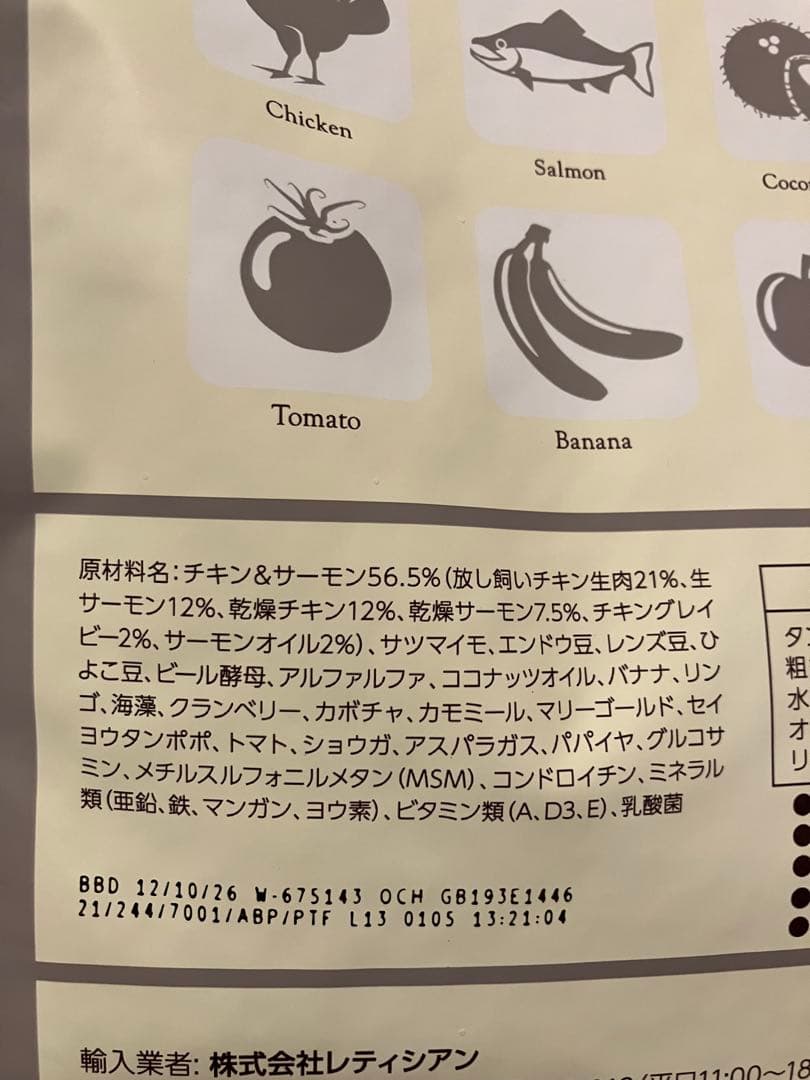 Chicken
Salmon
Tomato
Banana
原材料名：チキン&サーモン56.5%（放し飼いチキン生肉21%、生
サーモン12%、乾燥チキン12%、乾燥サーモン7.5%、チキングレイ
ビー2%、サーモンオイル2%）、サツマイモ、エンドウ豆、レンズ豆、ひ
よこ豆、ビール酵母、アルファルファ、ココナッツオイル、バナナ、リン
ゴ、海藻、クランベリー、カボチャ、カモミール、マリーゴールド、セイ
ヨウタンポポ、トマト、ショウガ、アスパラガス、パパイヤ、グルコサ
ミン、メチルスルフォニルメタン（MSM）、コンドロイチン、ミネラル
類（亜鉛、鉄、マンガン、ヨウ素）、ビタミン類（A、D3、E）、乳酸菌
粗
水
オ
リ
BBD 12/10/26 W-675143 OCH GB193E1446
21/244/7001/ABP/PTF L13 0105 13:21:04
輸入業者：株式会社レティシアン
(平日11:00〜18